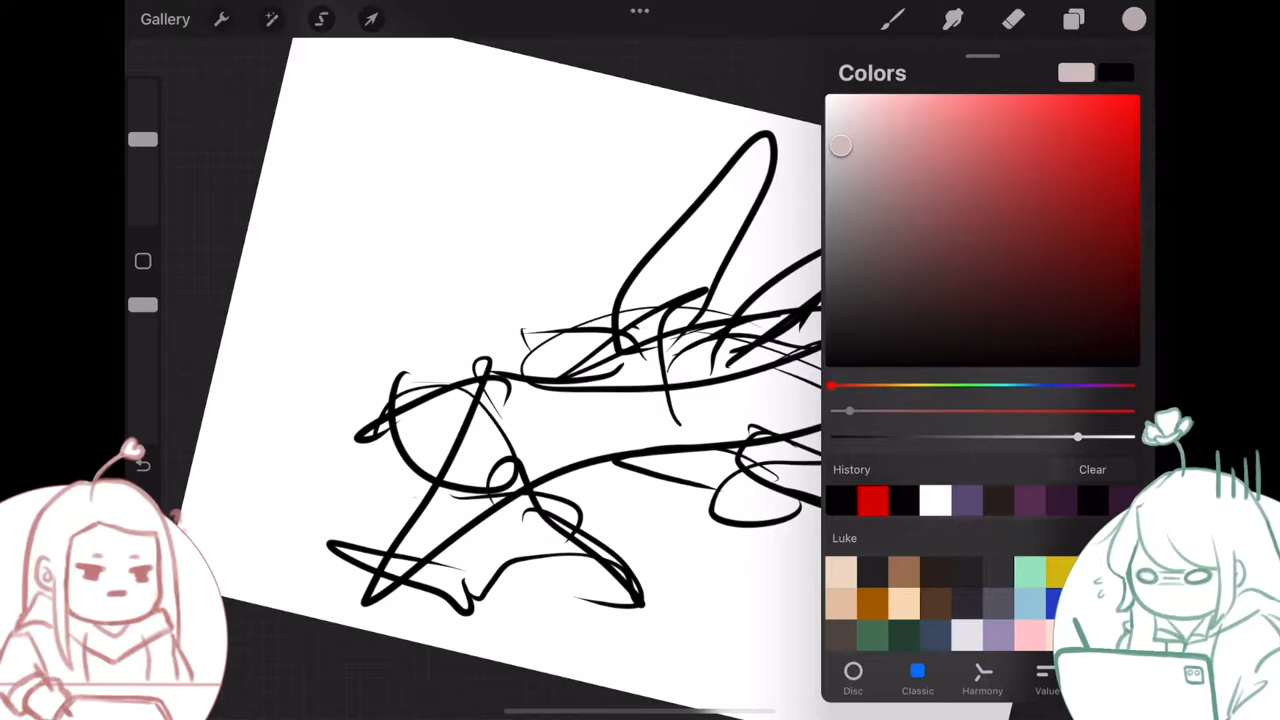 Gallery
Colors
History
Clear
Luke
Disc
Classic
Harmony
Value